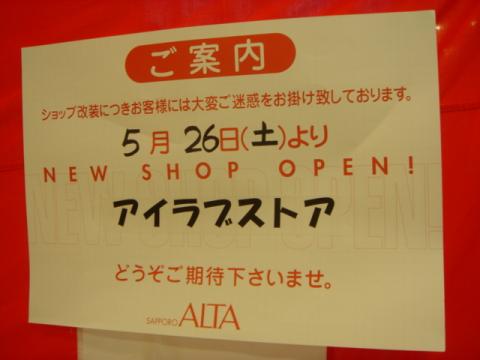 ご案内
ショップ改装につきお客様には大変ご迷惑をお掛け致しております。
5月26日(土)より
NEW SHOP OPEN!
NEW SHOP OPEN!
アイラブストア
どうぞご期待下さいませ。
SAPPORO ALTA